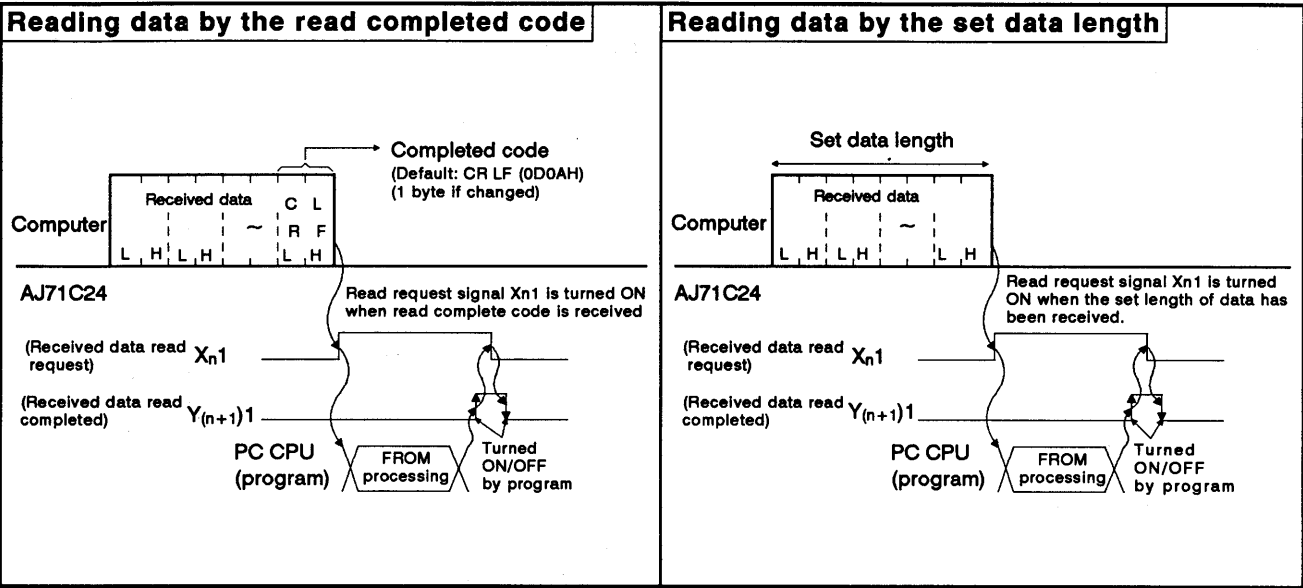 Reading data by the read completed code
Completed code
(Default: CR LF (0D0AH)
(1 byte if changed)
Received data
C L
~
R F
Computer
L H L H L H
AJ71C24
Read request signal Xn1 is turned ON
when read complete code is received
(Received data read
request)
Xn1
(Received data read
completed)
Y(n+1)1
PC CPU
(program)
FROM
processing
Turned
ON/OFF
by program
Reading data by the set data length
Set data length
Received data
~
Computer
L H L H L H
AJ71C24
Read request signal Xn1 is turned
ON when the set length of data has
been received.
(Received data read
request)
Xn1
(Received data read
completed)
Y(n+1)1
PC CPU
(program)
FROM
processing
Turned
ON/OFF
by program